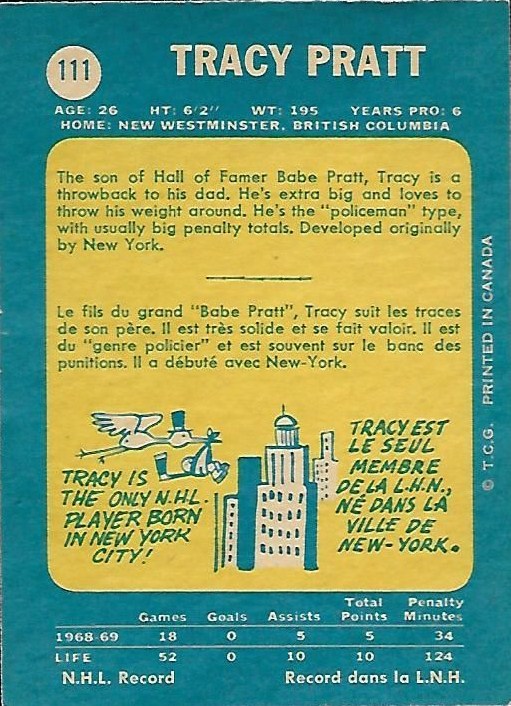 111
TRACY PRATT
AGE: 26 HT: 6'2" WT: 195 YEARS PRO: 6
HOME: NEW WESTMINSTER, BRITISH COLUMBIA
The son of Hall of Famer Babe Pratt, Tracy is a
throwback to his dad. He's extra big and loves to
throw his weight around. He's the "policeman" type,
with usually big penalty totals. Developed originally
by New York.
Le fils du grand "Babe Pratt", Tracy suit les traces
de son père. Il est très solide et se fait valoir. Il est
du "genre policier" et est souvent sur le banc des
punitions. Il a débuté avec New-York.
TRACY IS
THE ONLY N.H.L.
PLAYER BORN
IN NEW YORK
CITY!
TRACY EST
LE SEUL
MEMBRE
DE LA L.H.N.,
NÉ DANS LA
VILLE DE
NEW-YORK.
© T.C.G. PRINTED IN CANADA
Games Goals Assists Total Points Penalty Minutes
1968-69 18 0 5 5 34
LIFE 52 0 10 10 124
N.H.L. Record Record dans la L.N.H.